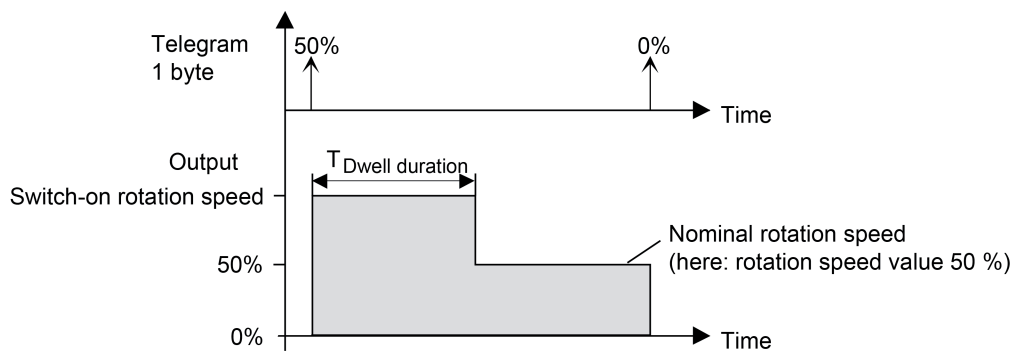 Telegram
1 byte
50%
0%
Time
Output
T Dwell duration
Switch-on rotation speed
Nominal rotation speed
(here: rotation speed value 50 %)
50%
0%
Time